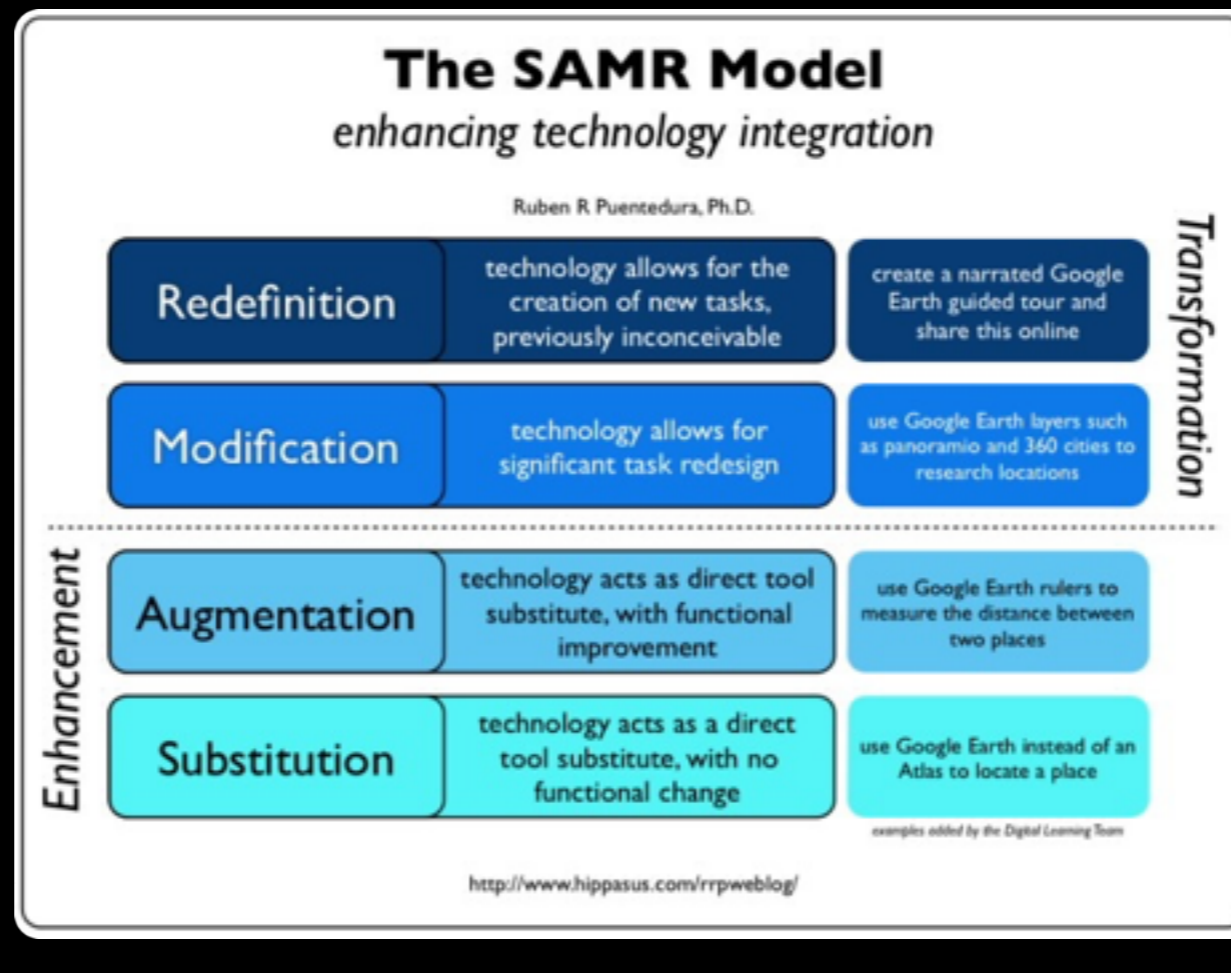 The SAMR Model
enhancing technology integration
Ruben R Puentedura, Ph.D.
Transformation
Redefinition
technology allows for the
creation of new tasks,
previously inconceivable
create a narrated Google
Earth guided tour and
share this online
Modification
technology allows for
significant task redesign
use Google Earth layers such
as panoramio and 360 cities to
research locations
Enhancement
Augmentation
technology acts as direct tool
substitute, with functional
improvement
use Google Earth rulers to
measure the distance between
two places
Substitution
technology acts as a direct
tool substitute, with no
functional change
use Google Earth instead of an
Atlas to locate a place
examples added by the Digital Learning Team
http://www.hippasus.com/rrpweblog/